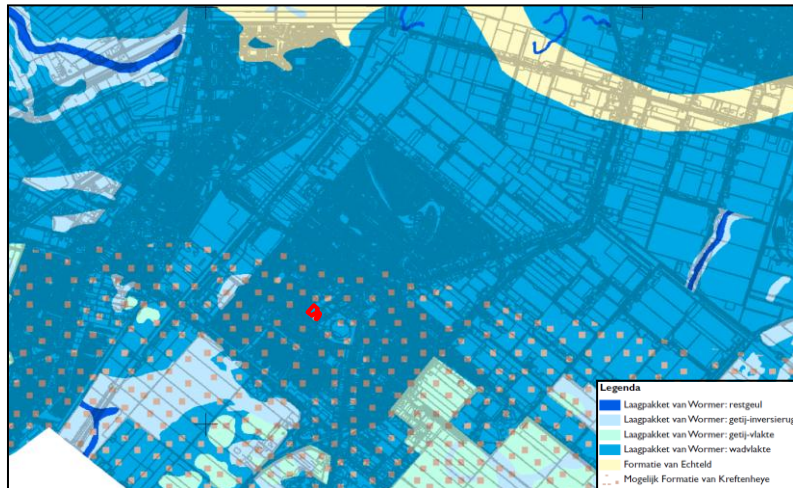 Legenda
Laagpakket van Wormer: restgeul
Laagpakket van Wormer: getij-inversierug
Laagpakket van Wormer: getij-vlakte
Laagpakket van Wormer: wadvlakte
Formatie van Echteld
Mogelijk Formatie van Kreftenheye